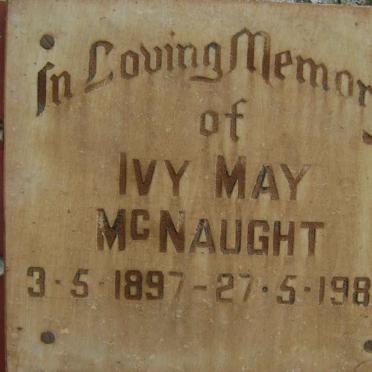 In Loving Memor
of
IVY MAY
McNAUGHT
3·5·1897-27·5·198